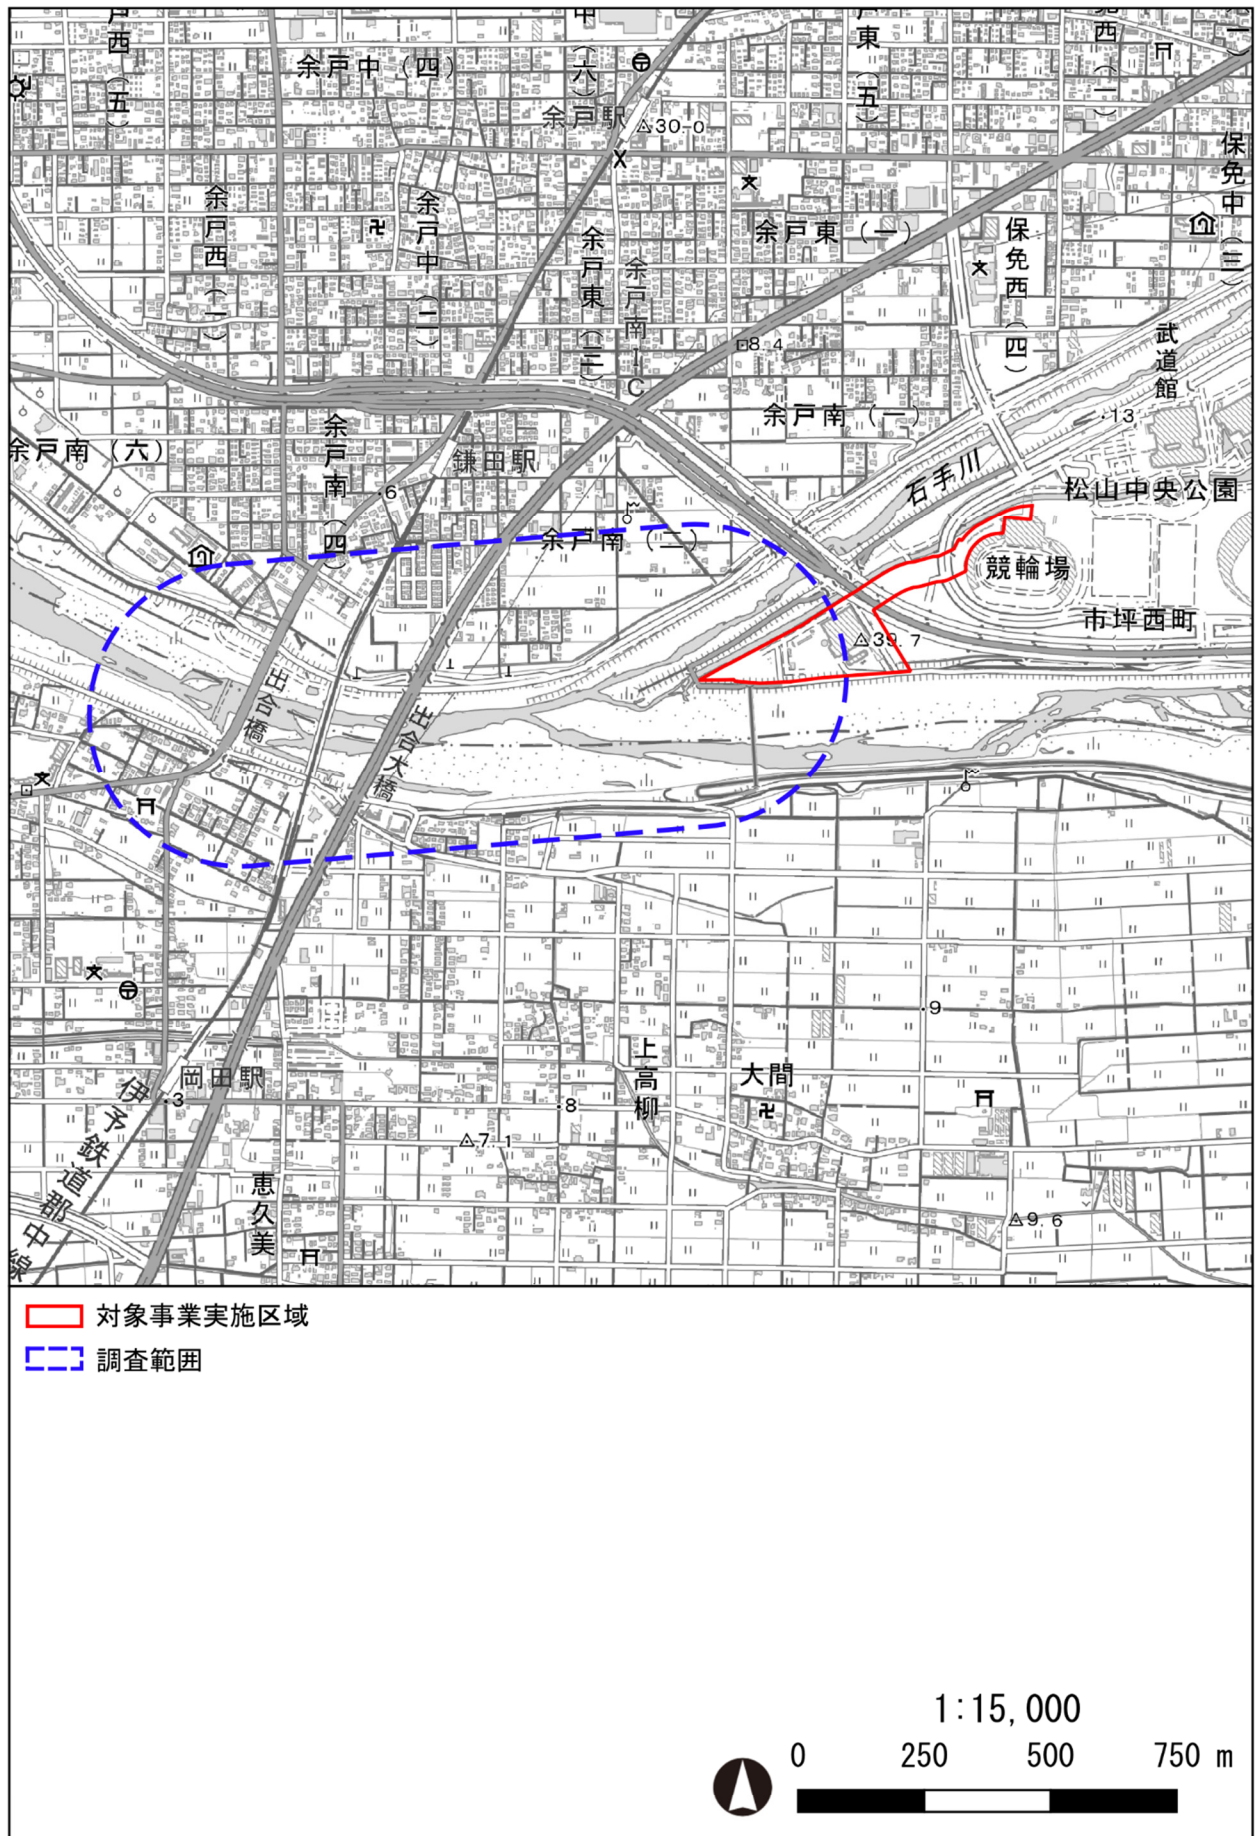 戸西(五)
余戸中(四)
中(六)
余戸駅
30.0
戸東(五)
免西(一)
保免中(三)
余戸西(一)
余戸中(二)
余戸東(三)
余戸南IC
余戸東(一)
保免西(四)
8.4
武道館
13
余戸南(六)
余戸南(四)
6
鎌田駅
余戸南(一)
石手川
松山中央公園
余戸南(二)
競輪場
市坪西町
39.7
出合橋
出合大橋
9
岡田駅
3
伊予鉄道郡中線
上高柳
大間
8
7.1
恵久美
9.6
対象事業実施区域
調査範囲
1:15,000
0 250 500 750 m